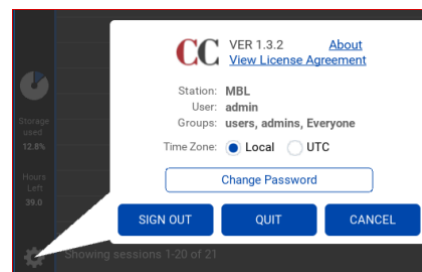 CC VER 1.3.2 About
View License Agreement
Station: MBL
User: admin
Groups: users, admins, Everyone
Time Zone: Local UTC
Change Password
SIGN OUT QUIT CANCEL
Storage
used
12.8%
Hours
Left
39.0
Showing sessions 1-20 of 21